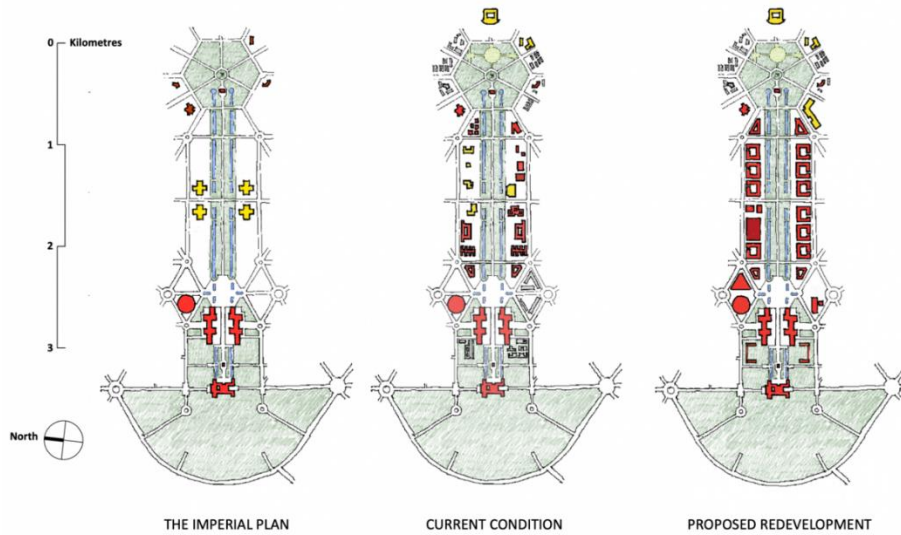 0 Kilometres
1
2
3
North
THE IMPERIAL PLAN
CURRENT CONDITION
PROPOSED REDEVELOPMENT